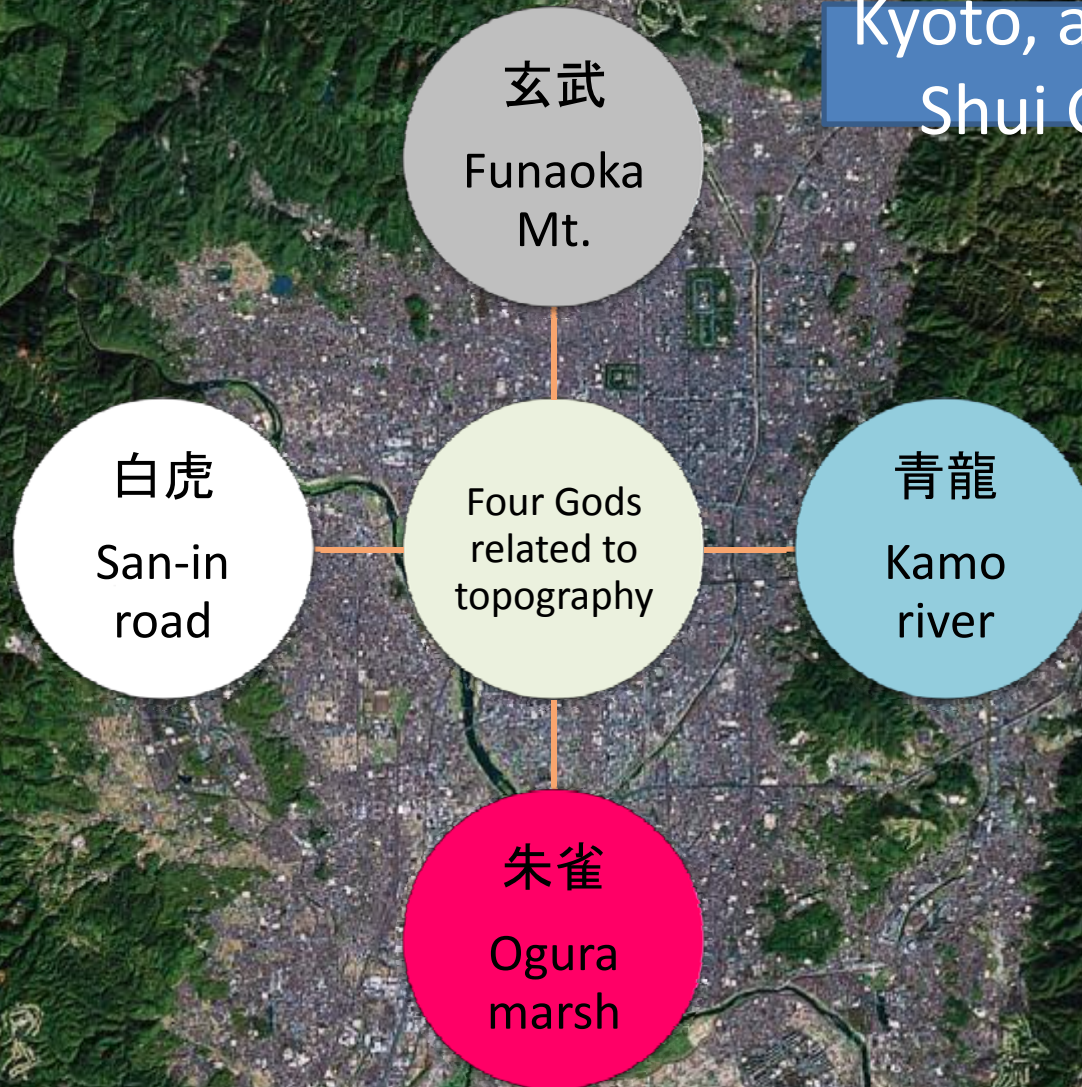 Kyoto, a
Shui
玄武
Funaoka
Mt.
白虎
San-in
road
Four Gods
related to
topography
青龍
Kamo
river
朱雀
Ogura
marsh